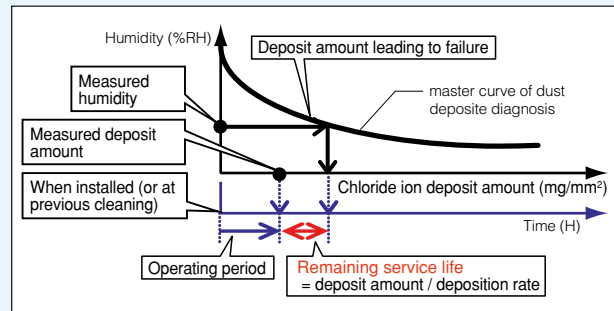 Humidity (%RH)
Deposit amount leading to failure
Measured
humidity
master curve of dust
deposite diagnosis
Measured deposit
amount
When installed (or at
previous cleaning)
Chloride ion deposit amount (mg/mm²)
Time (H)
Operating period
Remaining service life
= deposit amount / deposition rate